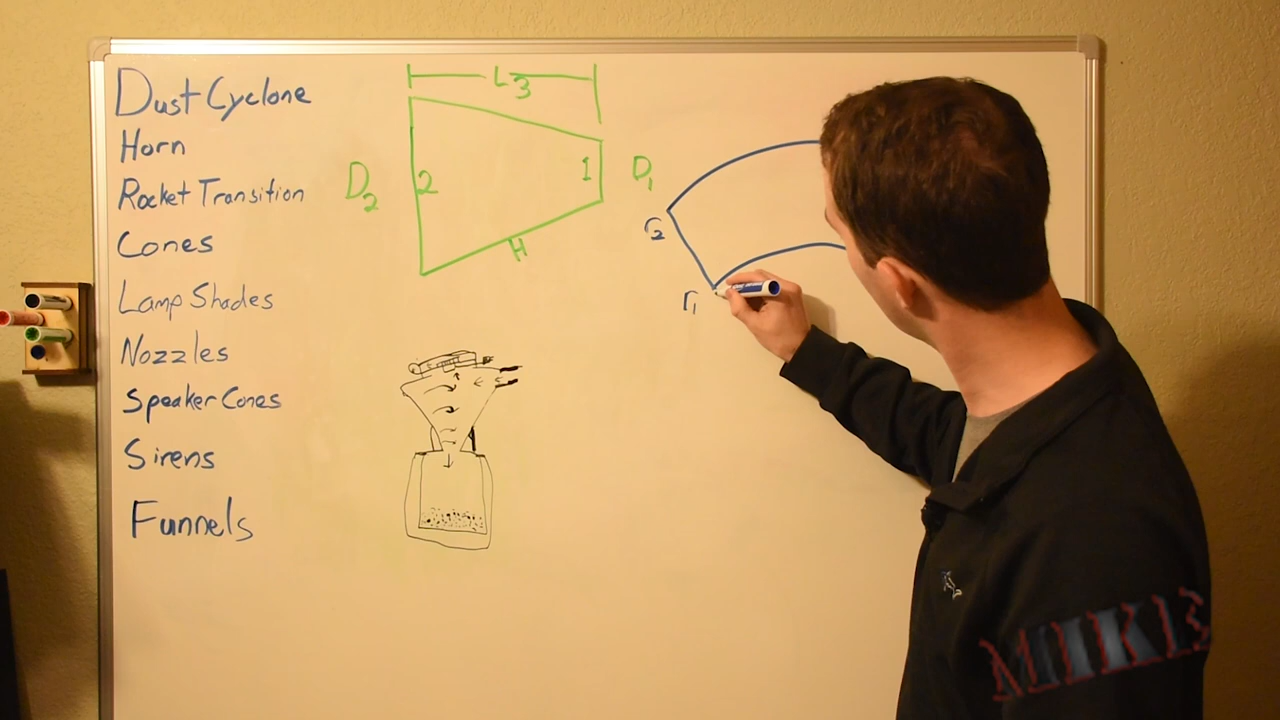 Dust Cyclone
Horn
Rocket Transition
Cones
Lamp Shades
Nozzles
Speaker Cones
Sirens
Funnels
L3
D2
2
1
D1
H
r2
r1
MIKE